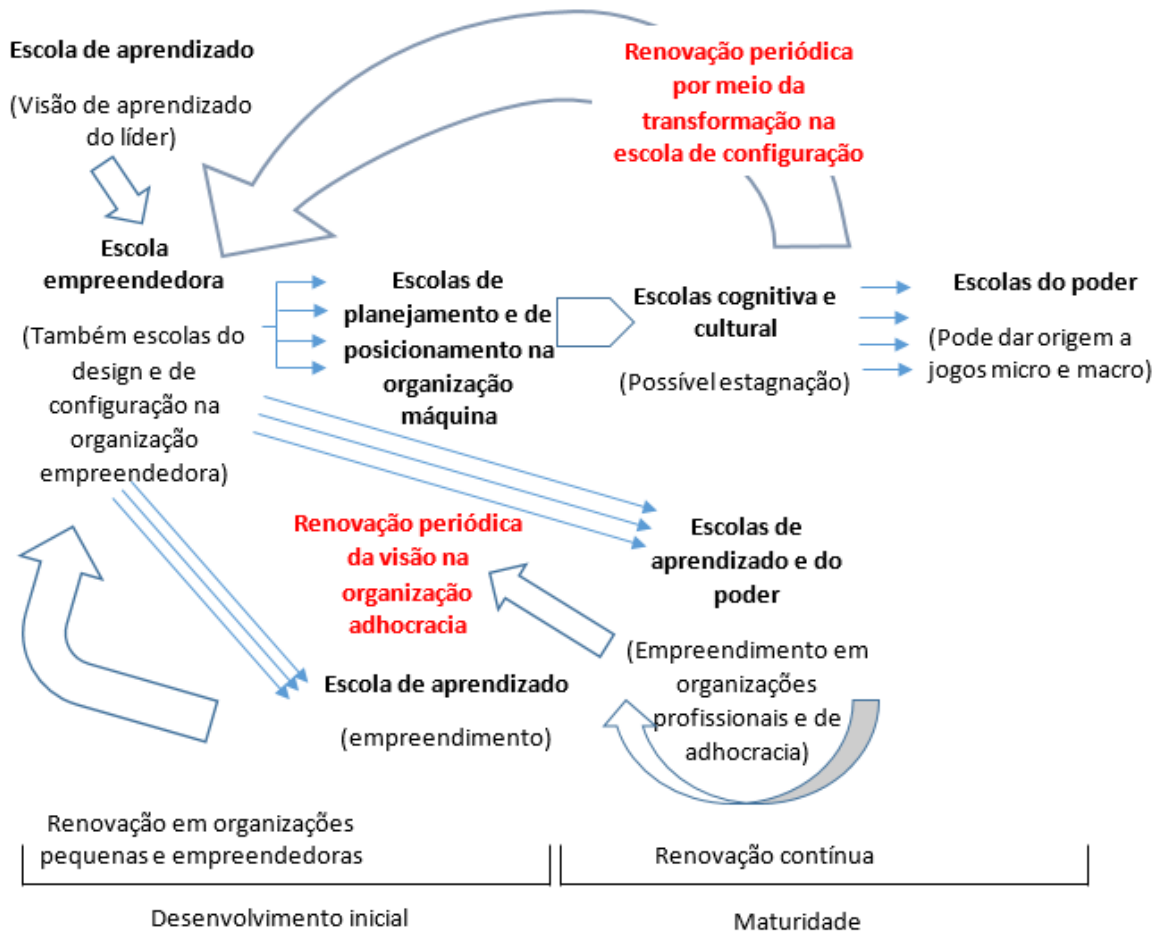 Escola de aprendizado
(Visão de aprendizado
do líder)
Renovação periódica
por meio da
transformação na
escola de configuração
Escola
empreendedora
(Também escolas do
design e de
configuração na
organização
empreendedora)
Escolas de
planejamento e de
posicionamento na
organização
máquina
Escolas cognitiva e
cultural
(Possível estagnação)
Escolas do poder
(Pode dar origem a
jogos micro e macro)
Renovação periódica
da visão na
organização
adhocracia
Escolas de
aprendizado e do
poder
(Empreendimento em
organizações
profissionais e de
adhocracia)
Escola de aprendizado
(empreendimento)
Renovação em organizações
pequenas e empreendedoras
Renovação contínua
Desenvolvimento inicial
Maturidade